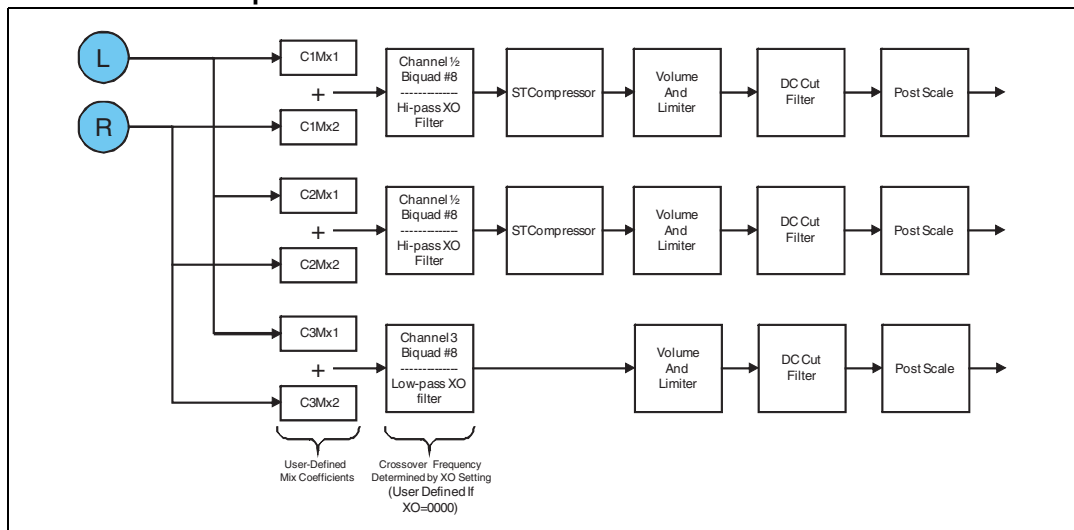 L
R
C1Mx1
+
C1Mx2
Channel ½
Biquad #8
--------------
Hi-pass XO
Filter
STCompressor
Volume
And
Limiter
DC Cut
Filter
Post Scale
C2Mx1
+
C2Mx2
Channel ½
Biquad #8
--------------
Hi-pass XO
Filter
STCompressor
Volume
And
Limiter
DC Cut
Filter
Post Scale
C3Mx1
+
C3Mx2
Channel 3
Biquad #8
--------------
Low-pass XO
filter
Volume
And
Limiter
DC Cut
Filter
Post Scale
User-Defined
Mix Coefficients
Crossover Frequency
Determined by XO Setting
(User Defined If
XO=0000)